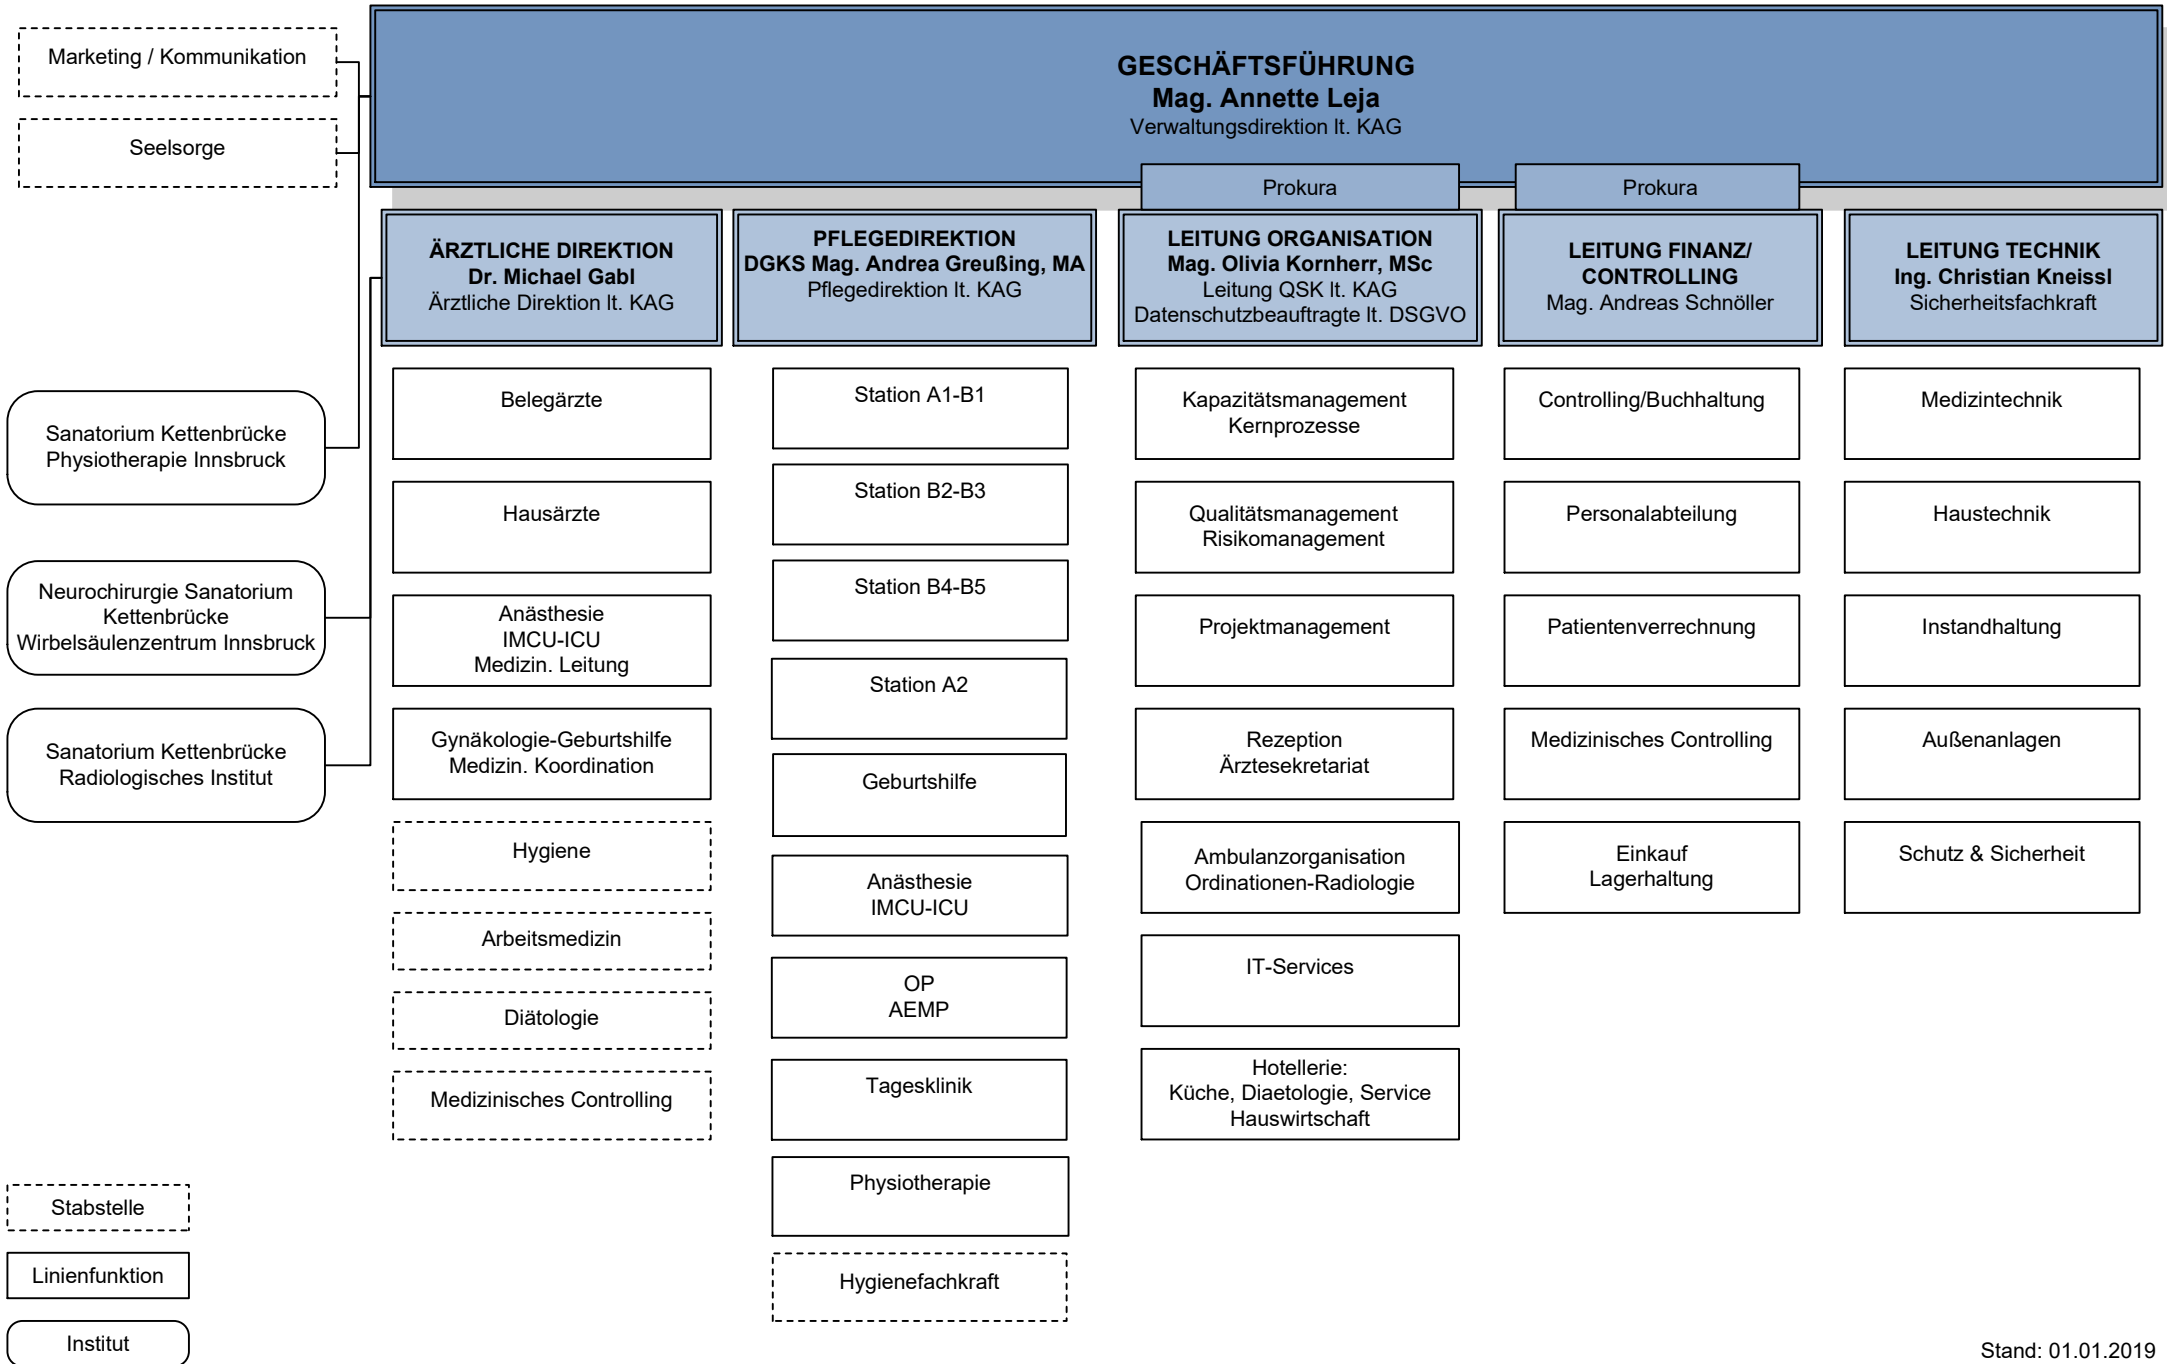 Marketing / Kommunikation
Seelsorge
GESCHÄFTSFÜHRUNG
Mag. Annette Leja
Verwaltungsdirektion lt. KAG
Prokura
Prokura
ÄRZTLICHE DIREKTION
Dr. Michael Gabl
Ärztliche Direktion lt. KAG
PFLEGEDIREKTION
DGKS Mag. Andrea Greußing, MA
Pflegedirektion lt. KAG
LEITUNG ORGANISATION
Mag. Olivia Kornherr, MSc
Leitung QSK lt. KAG
Datenschutzbeauftragte lt. DSGVO
LEITUNG FINANZ/
CONTROLLING
Mag. Andreas Schnöller
LEITUNG TECHNIK
Ing. Christian Kneissl
Sicherheitsfachkraft
Sanatorium Kettenbrücke
Physiotherapie Innsbruck
Neurochirurgie Sanatorium
Kettenbrücke
Wirbelsäulenzentrum Innsbruck
Sanatorium Kettenbrücke
Radiologisches Institut
Belegärzte
Hausärzte
Anästhesie
IMCU-ICU
Medizin. Leitung
Gynäkologie-Geburtshilfe
Medizin. Koordination
Hygiene
Arbeitsmedizin
Diätologie
Medizinisches Controlling
Station A1-B1
Station B2-B3
Station B4-B5
Station A2
Geburtshilfe
Anästhesie
IMCU-ICU
OP
AEMP
Tagesklinik
Physiotherapie
Hygienefachkraft
Kapazitätsmanagement
Kernprozesse
Qualitätsmanagement
Risikomanagement
Projektmanagement
Rezeption
Ärztesekretariat
Ambulanzorganisation
Ordinationen-Radiologie
IT-Services
Hotellerie:
Küche, Diaetologie, Service
Hauswirtschaft
Controlling/Buchhaltung
Personalabteilung
Patientenverrechnung
Medizinisches Controlling
Einkauf
Lagerhaltung
Medizintechnik
Haustechnik
Instandhaltung
Außenanlagen
Schutz & Sicherheit
Stabstelle
Linienfunktion
Institut
Stand: 01.01.2019